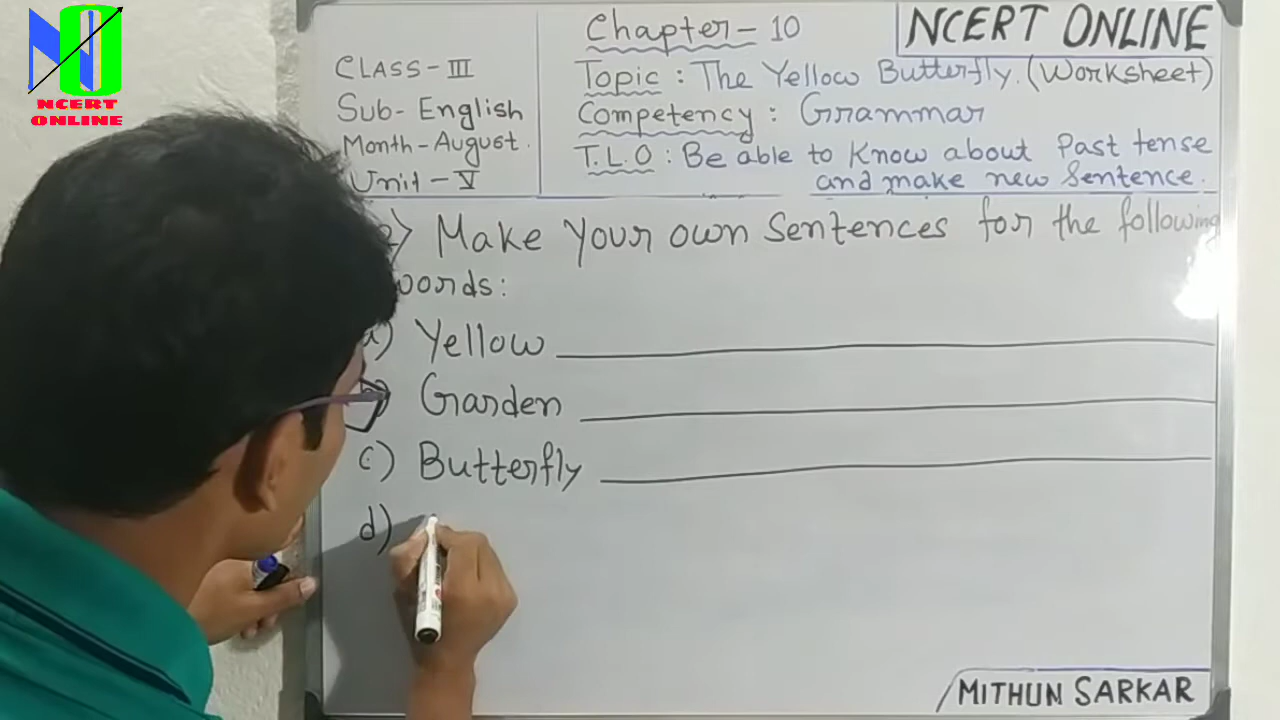 NCERT
ONLINE
CLASS-III
Sub- English
Month-August.
Unit-V
Chapter-10
NCERT ONLINE
Topic : The Yellow Butterfly. (Worksheet)
Competency : Grammar
T.L.O : Be able to Know about Past tense
and make new Sentence.
2) Make your own Sentences for the following
words:
a) Yellow
b) Garden
c) Butterfly
d)
MITHUN SARKAR